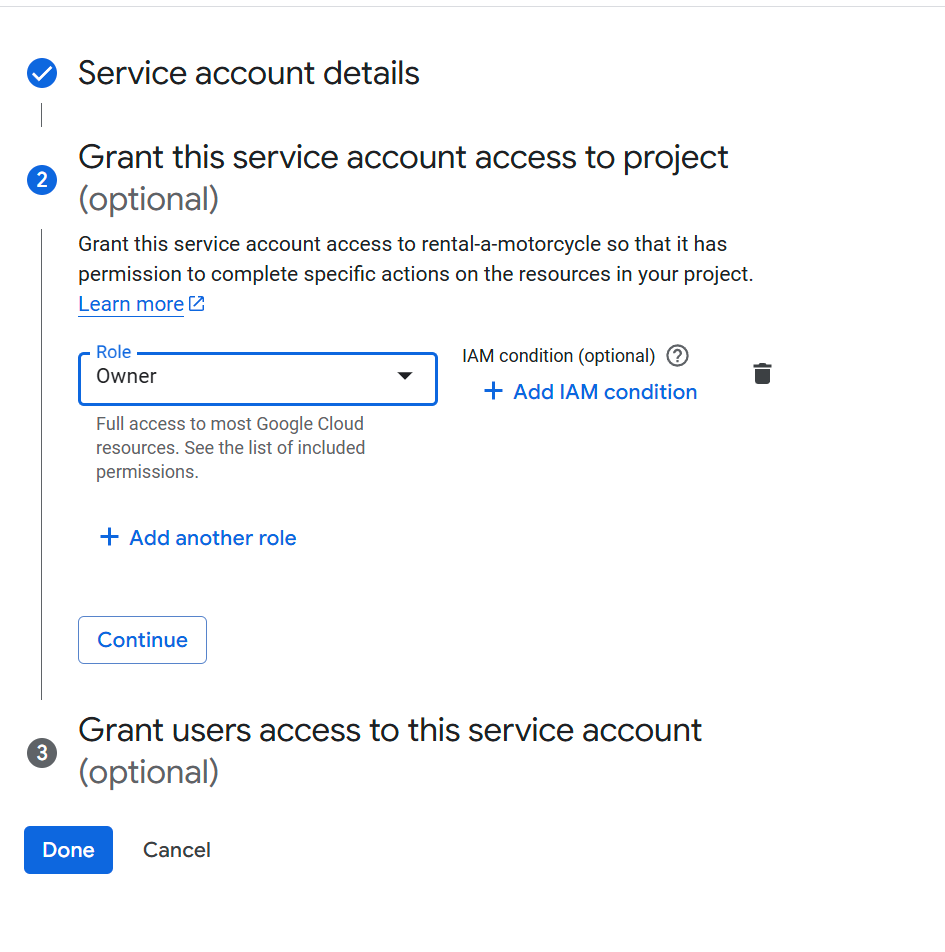 Service account details
2
Grant this service account access to project
(optional)
Grant this service account access to rental-a-motorcycle so that it has
permission to complete specific actions on the resources in your project.
Learn more
Role
Owner
IAM condition (optional)
+ Add IAM condition
Full access to most Google Cloud
resources. See the list of included
permissions.
+ Add another role
Continue
3
Grant users access to this service account
(optional)
Done
Cancel